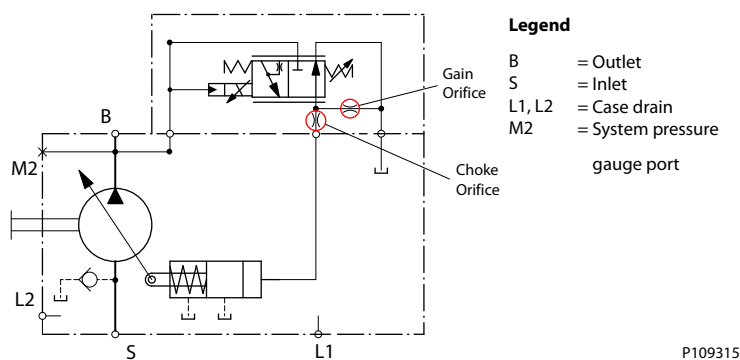 Legend
B = Outlet
S = Inlet
L1, L2 = Case drain
M2 = System pressure
gauge port
Gain
Orifice
B
M2
Choke
Orifice
L2
S
L1
P109315